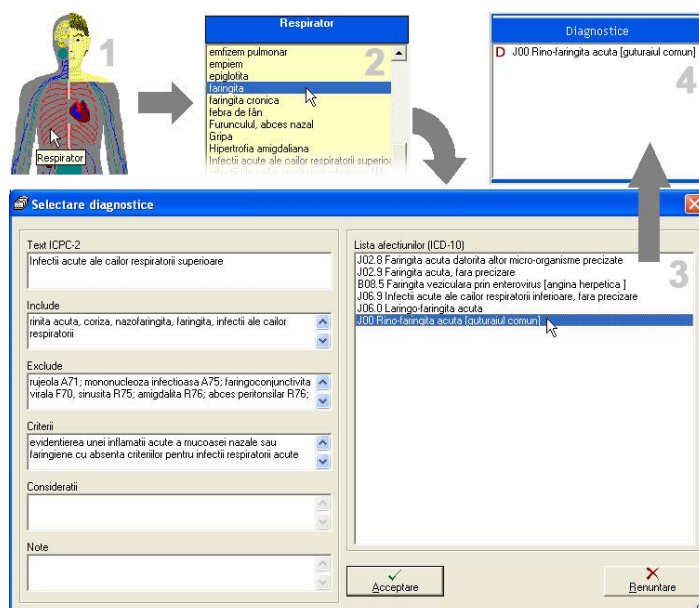 1
Respirator
Respirator
2
emfizem pulmonar
empiem
epiglotita
faringita
faringita cronica
febra de fân
Furunculul, abces nazal
Gripa
Hipertrofia amigdaliana
Infectii acute ale cailor respiratorii superioa
Diagnostice
D J00 Rino-faringita acuta [guturaiul comun]
4
Selectare diagnostice
Text ICPC-2
Infectii acute ale cailor respiratorii superioare
Include
rinita acuta, coriza, nazofaringita, faringita, infectii ale cailor
respiratorii
Exclude
rujeola A71; mononucleoza infectioasa A75; faringoconjunctivita
virala F70, sinusita R75; amigdalita R76; abces peritonsilar R76;
Criterii
evidentierea unei inflamatii acute a mucoasei nazale sau
faringiene cu absenta criteriilor pentru infectii respiratorii acute
Consideratii
Note
Lista afectiunilor (ICD-10)
3
J02.8 Faringita acuta datorita altor micro-organisme precizate
J02.9 Faringita acuta, fara precizare
B08.5 Faringita veziculara prin enterovirus [angina herpetica ]
J06.9 Infectii acute ale cailor respiratorii inferioare, fara precizare
J06.0 Laringo-faringita acuta
J00 Rino-faringita acuta [guturaiul comun]
Acceptare
Renuntare